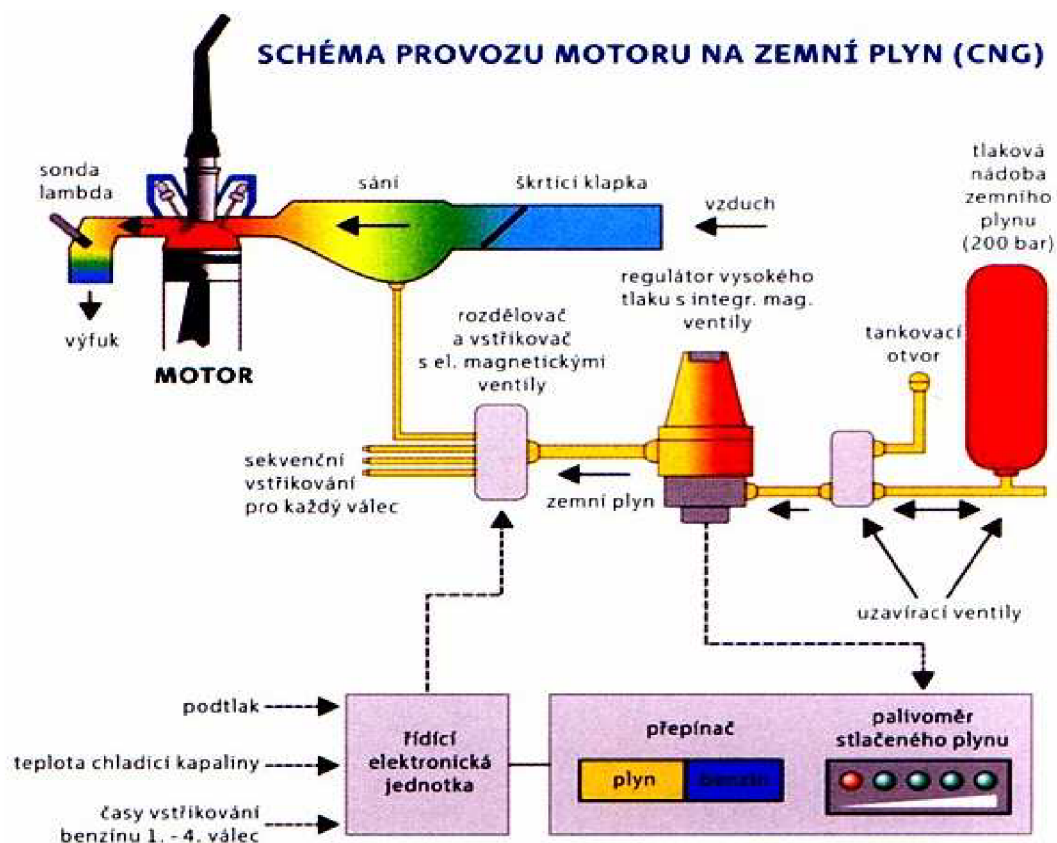 SCHÉMA PROVOZU MOTORU NA ZEMNÍ PLYN (CNG)
sonda
lambda
sání
škrtící klapka
vzduch
tlaková
nádoba
zemního
plynu
(200 bar)
výfuk
MOTOR
rozdělovač
a vstřikovač
s el. magnetickými
ventily
regulátor vysokého
tlaku s integr. mag.
ventily
tankovací
otvor
sekvenční
vstřikování
pro každý válec
zemní plyn
uzavírací ventily
podtlak
teplota chladicí kapaliny
časy vstřikování
benzínu 1. - 4. válec
řídící
elektronická
jednotka
přepínač
plyn
benzín
palivoměr
stlačeného plynu